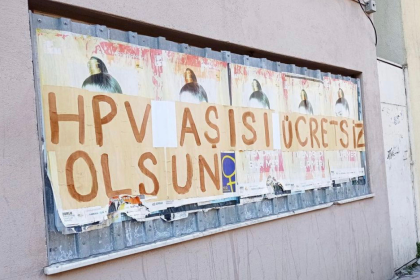 HPV AŞISI ÜCRETSİZ
OLSUN